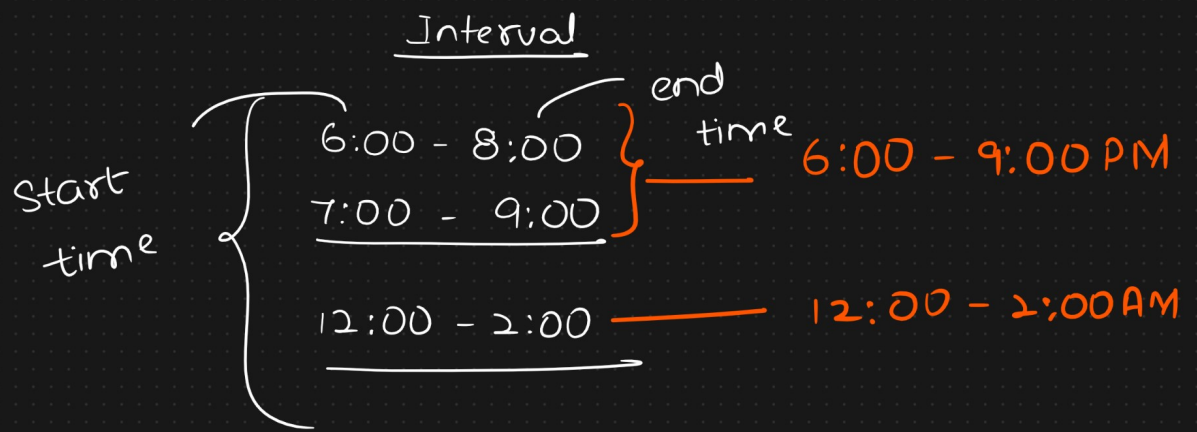 Interval
end
time
Start
time
6:00 - 8:00
7:00 - 9:00
6:00 - 9:00 PM
12:00 - 2:00
12:00 - 2:00 AM